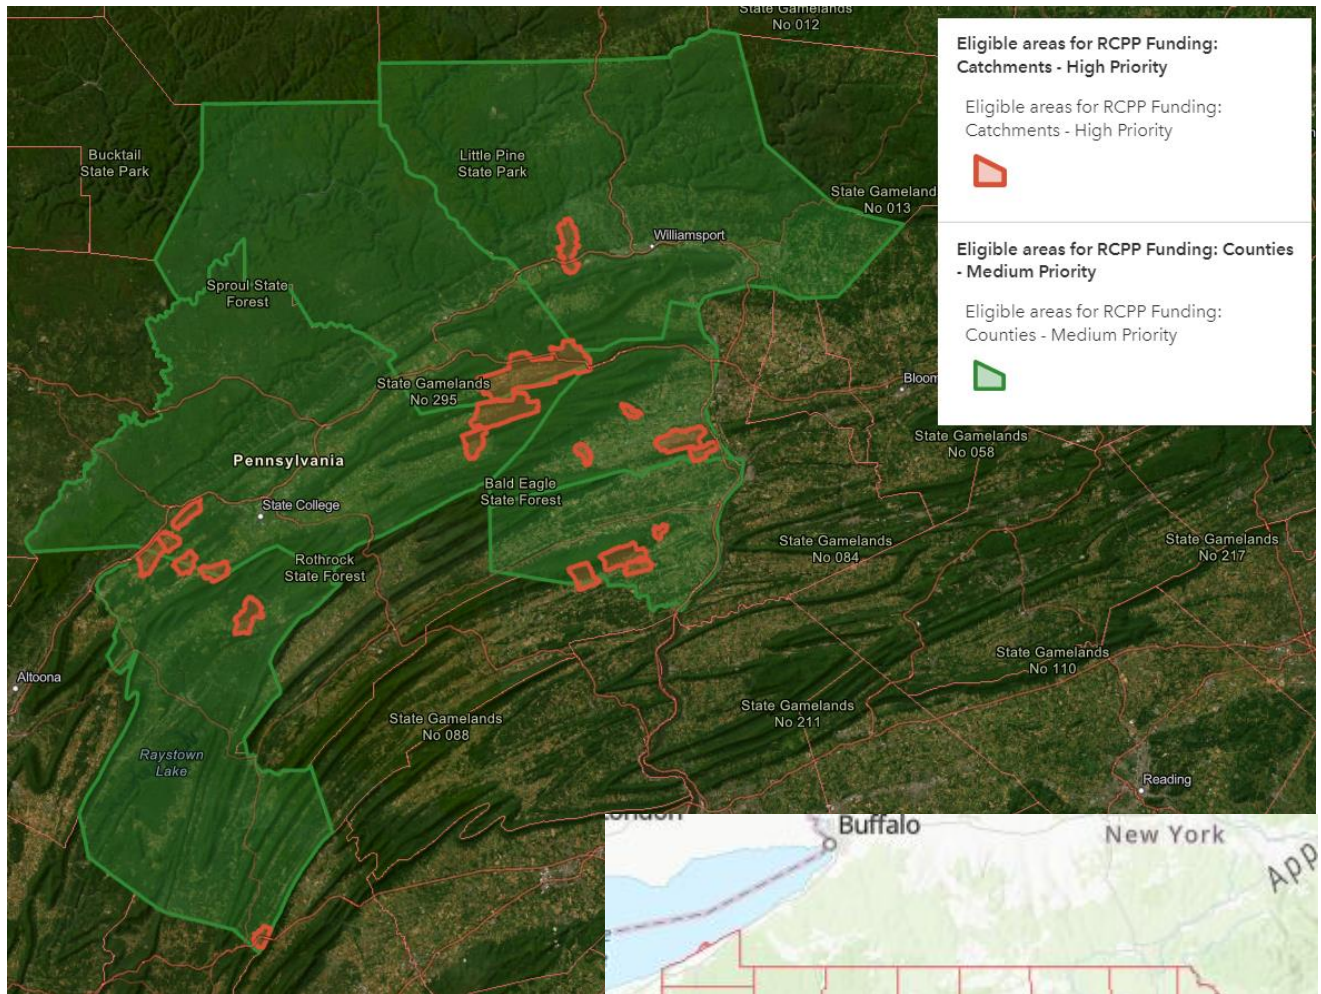 State Gamelands
No 012
Bucktail
State Park
Little Pine
State Park
State Gameland
No 013
Williamsport
Sproul State
Forest
State Gamelands
No 295
Bloom
State Gamelands
No 058
Pennsylvania
Bald Eagle
State Forest
State College
State Gamelands
No 084
State Gamelands
No 217
Rothrock
State Forest
State Gamelands
No 110
Altoona
State Gamelands
No 088
State Gamelands
No 211
Raystown
Lake
Reading
Eligible areas for RCPP Funding:
Catchments - High Priority
Eligible areas for RCPP Funding:
Catchments - High Priority
Eligible areas for RCPP Funding: Counties
- Medium Priority
Eligible areas for RCPP Funding:
Counties - Medium Priority
Buffalo
New York
App